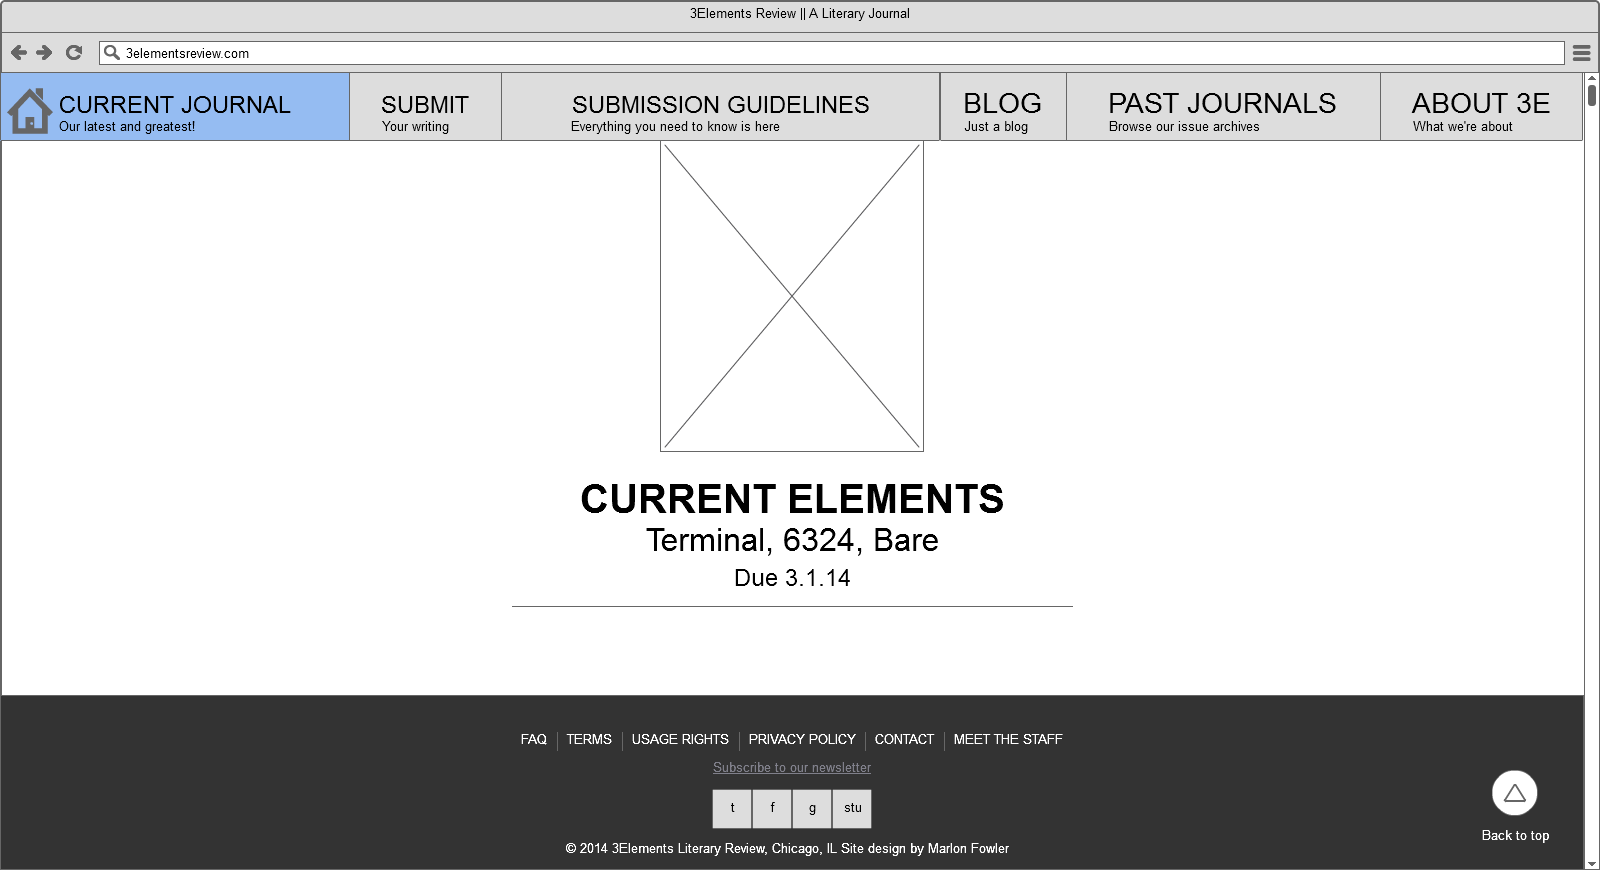 3Elements Review || A Literary Journal
3elementsreview.com
CURRENT JOURNAL
Our latest and greatest!
SUBMIT
Your writing
SUBMISSION GUIDELINES
Everything you need to know is here
BLOG
Just a blog
PAST JOURNALS
Browse our issue archives
ABOUT 3E
What we're about
CURRENT ELEMENTS
Terminal, 6324, Bare
Due 3.1.14
FAQ TERMS USAGE RIGHTS PRIVACY POLICY CONTACT MEET THE STAFF
Subscribe to our newsletter
t f g stu
© 2014 3Elements Literary Review, Chicago, IL Site design by Marlon Fowler
Back to top